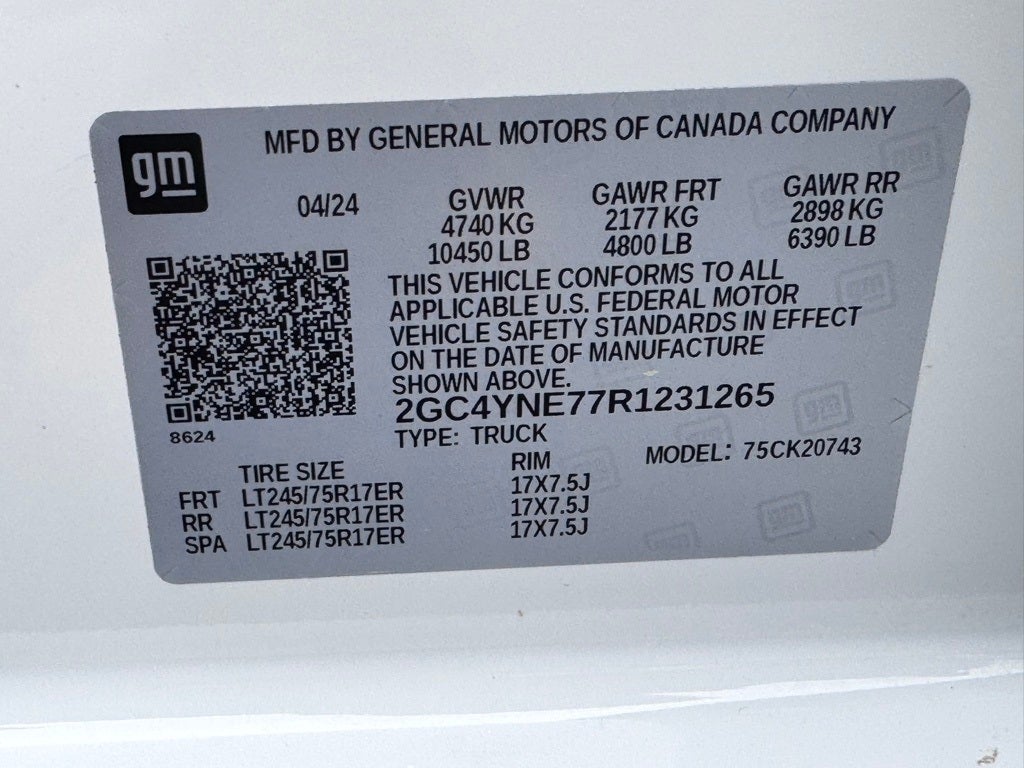 gm
MFD BY GENERAL MOTORS OF CANADA COMPANY
04/24 GVWR GAWR FRT GAWR RR
4740 KG 2177 KG 2898 KG
10450 LB 4800 LB 6390 LB
THIS VEHICLE CONFORMS TO ALL
APPLICABLE U.S. FEDERAL MOTOR
VEHICLE SAFETY STANDARDS IN EFFECT
ON THE DATE OF MANUFACTURE
SHOWN ABOVE.
2GC4YNE77R1231265
8624
TYPE: TRUCK MODEL: 75CK20743
TIRE SIZE RIM
FRT LT245/75R17ER 17X7.5J
RR LT245/75R17ER 17X7.5J
SPA LT245/75R17ER 17X7.5J